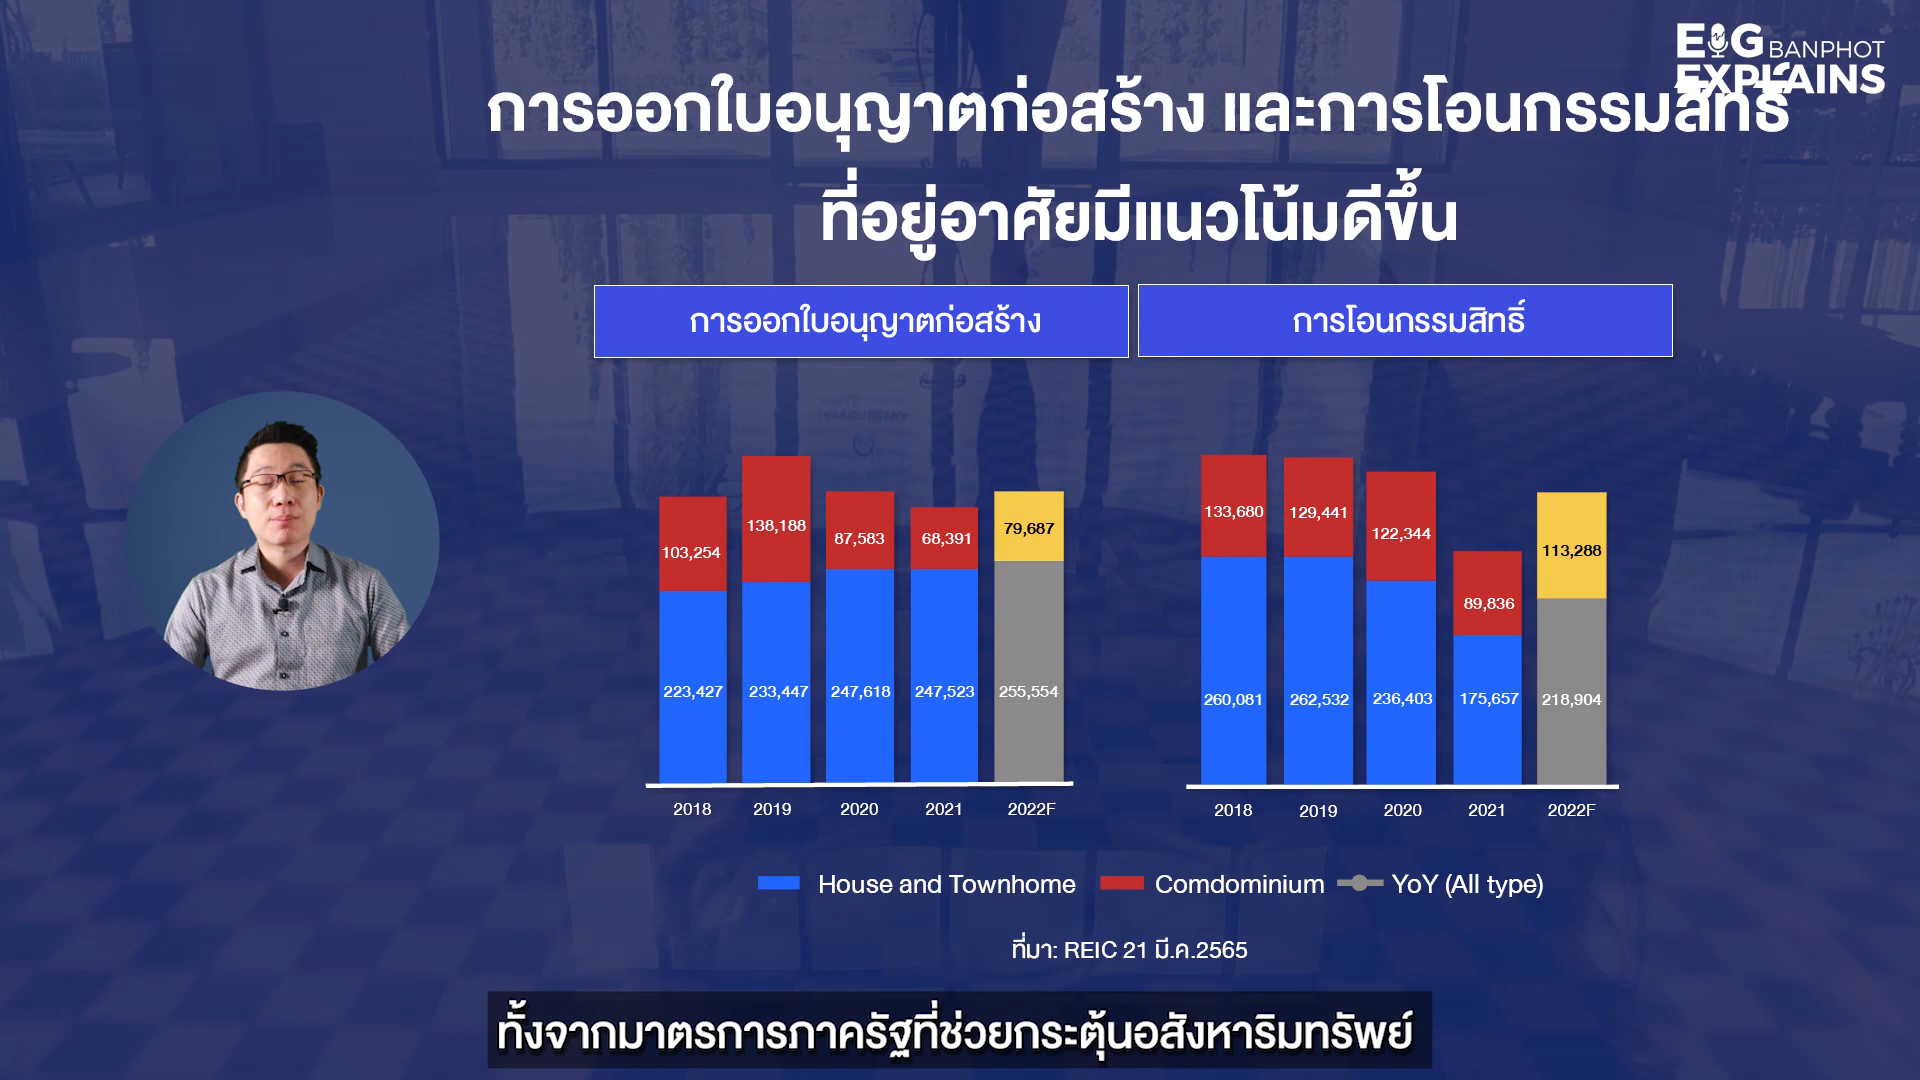 EIG BANPHOT
EXPLAINS
การออกใบอนุญาตก่อสร้าง และการโอนกรรมสิทธิ์
ที่อยู่อาศัยมีแนวโน้มดีขึ้น
การออกใบอนุญาตก่อสร้าง
103,254 138,188 87,583 68,391 79,687
223,427 233,447 247,618 247,523 255,554
2018 2019 2020 2021 2022F
การโอนกรรมสิทธิ์
133,680 129,441 122,344 89,836 113,288
260,081 262,532 236,403 175,657 218,904
2018 2019 2020 2021 2022F
House and Townhome Comdominium YoY (All type)
ที่มา: REIC 21 มี.ค.2565
ทั้งจากมาตรการภาครัฐที่ช่วยกระตุ้นอสังหาริมทรัพย์